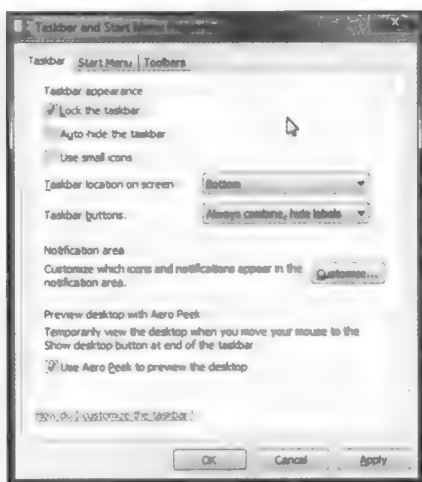 Taskbar and Start Menu
Taskbar Start Menu Toolbars
Taskbar appearance
Lock the taskbar
Auto-hide the taskbar
Use small icons
Taskbar location on screen Bottom
Taskbar buttons. Always combine, hide labels
Notification area
Customize which icons and notifications appear in the
notification area.
Customize...
Preview desktop with Aero Peek
Temporarily view the desktop when you move your mouse to the
Show desktop button at end of the taskbar
Use Aero Peek to preview the desktop
How do I customize the taskbar?
OK Cancel Apply